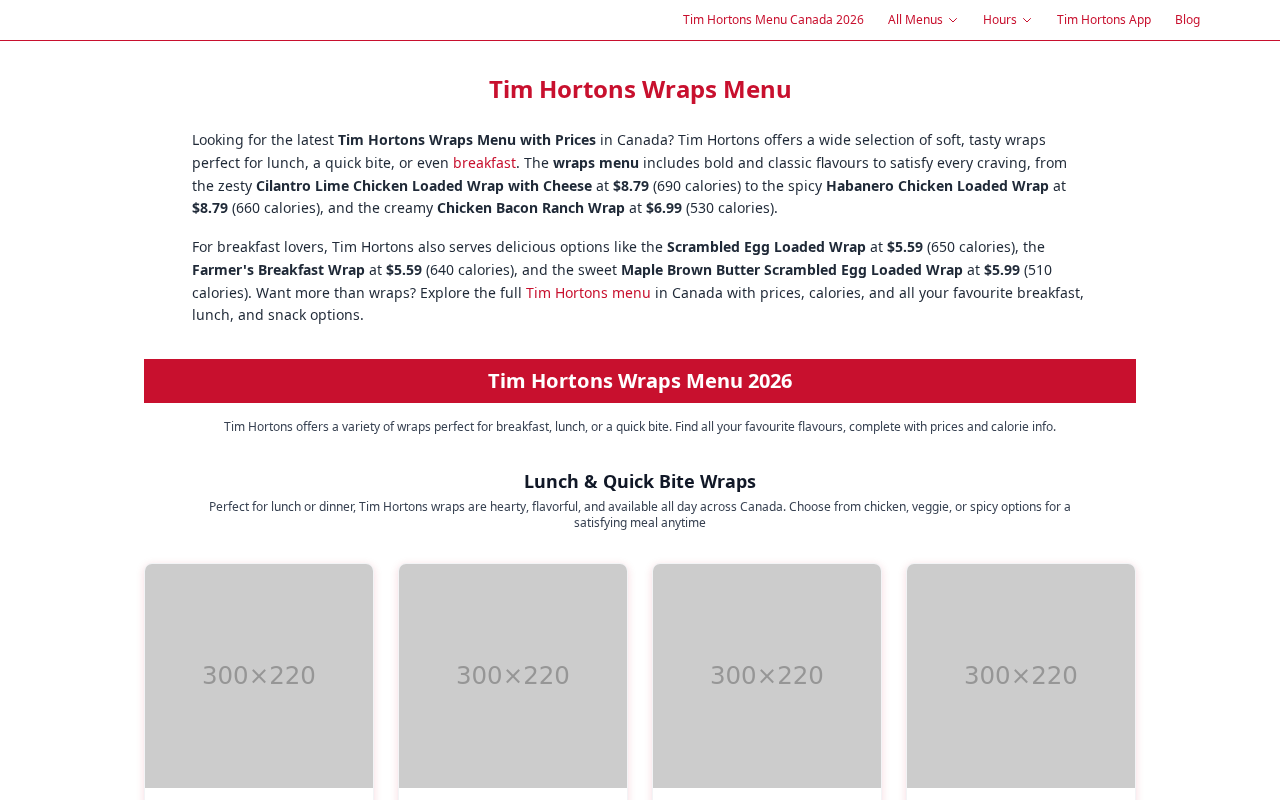 Tim Hortons Menu Canada 2026 All Menus Hours Tim Hortons App Blog
Tim Hortons Wraps Menu
Looking for the latest Tim Hortons Wraps Menu with Prices in Canada? Tim Hortons offers a wide selection of soft, tasty wraps
perfect for lunch, a quick bite, or even breakfast. The wraps menu includes bold and classic flavours to satisfy every craving, from
the zesty Cilantro Lime Chicken Loaded Wrap with Cheese at $8.79 (690 calories) to the spicy Habanero Chicken Loaded Wrap at
$8.79 (660 calories), and the creamy Chicken Bacon Ranch Wrap at $6.99 (530 calories).
For breakfast lovers, Tim Hortons also serves delicious options like the Scrambled Egg Loaded Wrap at $5.59 (650 calories), the
Farmer's Breakfast Wrap at $5.59 (640 calories), and the sweet Maple Brown Butter Scrambled Egg Loaded Wrap at $5.99 (510
calories). Want more than wraps? Explore the full Tim Hortons menu in Canada with prices, calories, and all your favourite breakfast,
lunch, and snack options.
Tim Hortons Wraps Menu 2026
Tim Hortons offers a variety of wraps perfect for breakfast, lunch, or a quick bite. Find all your favourite flavours, complete with prices and calorie info.
Lunch & Quick Bite Wraps
Perfect for lunch or dinner, Tim Hortons wraps are hearty, flavorful, and available all day across Canada. Choose from chicken, veggie, or spicy options for a
satisfying meal anytime
300×220 300×220 300×220 300×220